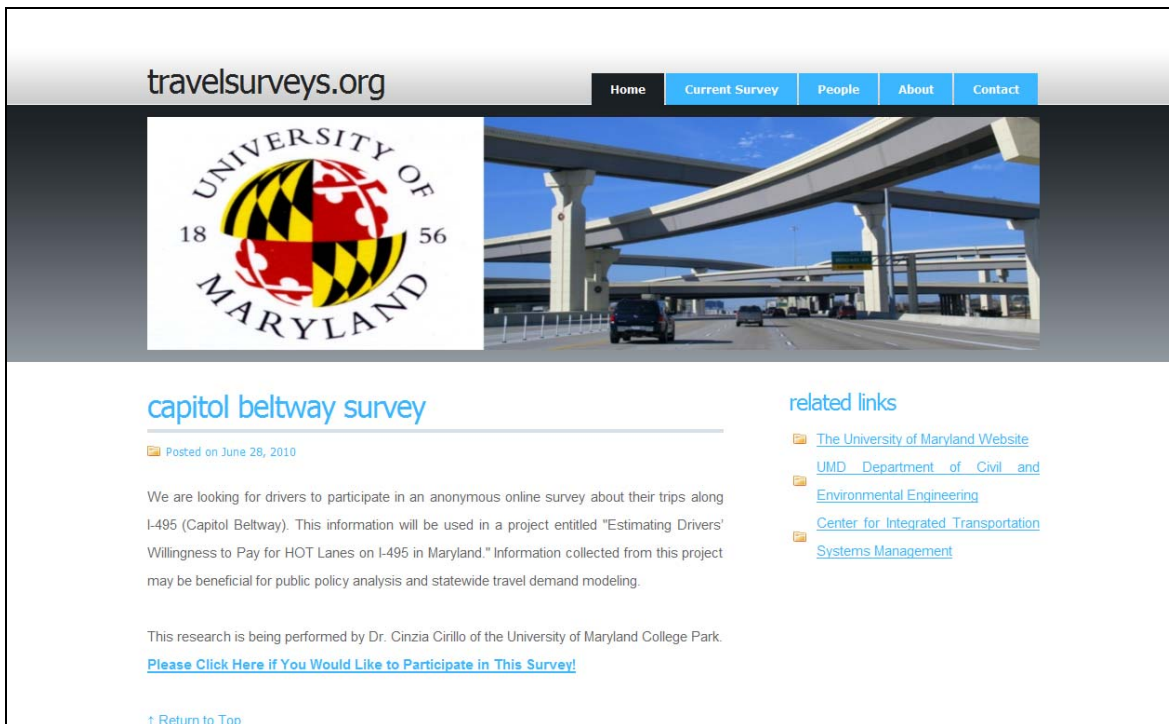 travelsurveys.org
Home
Current Survey
People
About
Contact
UNIVERSITY OF
18 56
MARYLAND
capitol beltway survey
Posted on June 28, 2010
We are looking for drivers to participate in an anonymous online survey about their trips along
I-495 (Capitol Beltway). This information will be used in a project entitled "Estimating Drivers'
Willingness to Pay for HOT Lanes on I-495 in Maryland." Information collected from this project
may be beneficial for public policy analysis and statewide travel demand modeling.
This research is being performed by Dr. Cinzia Cirillo of the University of Maryland College Park.
Please Click Here if You Would Like to Participate in This Survey!
↑ Return to Top
related links
The University of Maryland Website
UMD Department of Civil and
Environmental Engineering
Center for Integrated Transportation
Systems Management